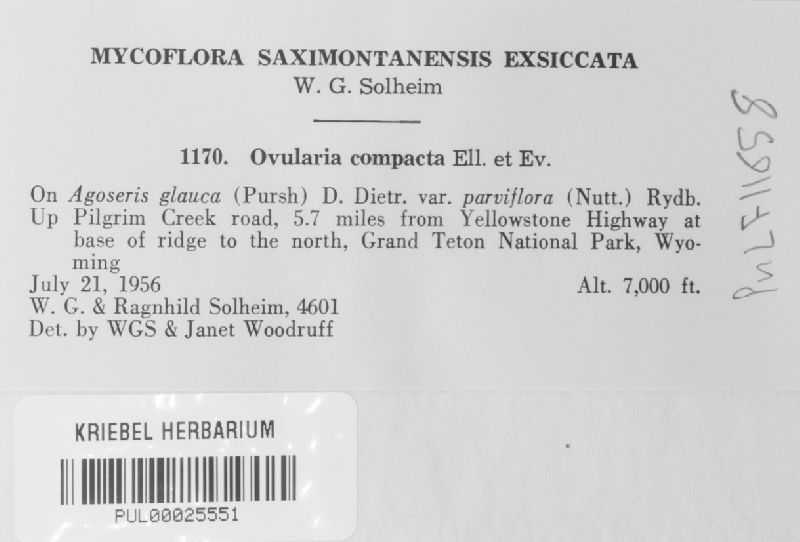 MYCOFLORA SAXIMONTANENSIS EXSICCATA
W. G. Solheim
1170. Ovularia compacta Ell. et Ev.
On Agoseris glauca (Pursh) D. Dietr. var. parviflora (Nutt.) Rydb.
Up Pilgrim Creek road, 5.7 miles from Yellowstone Highway at
base of ridge to the north, Grand Teton National Park, Wyo-
ming
July 21, 1956 Alt. 7,000 ft.
W. G. & Ragnhild Solheim, 4601
Det. by WGS & Janet Woodruff
KRIEBEL HERBARIUM
PUL00025551